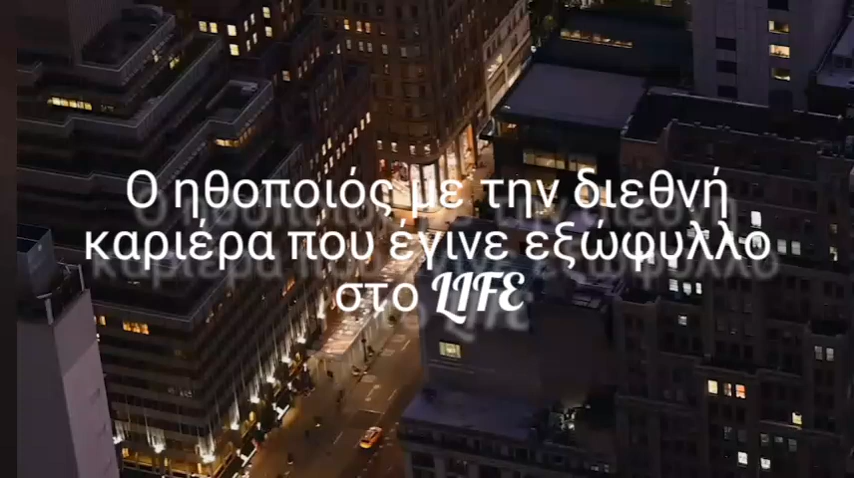 Ο ηθοποιός με την διεθνή
καριέρα που έγινε εξώφυλλο
στο LIFE